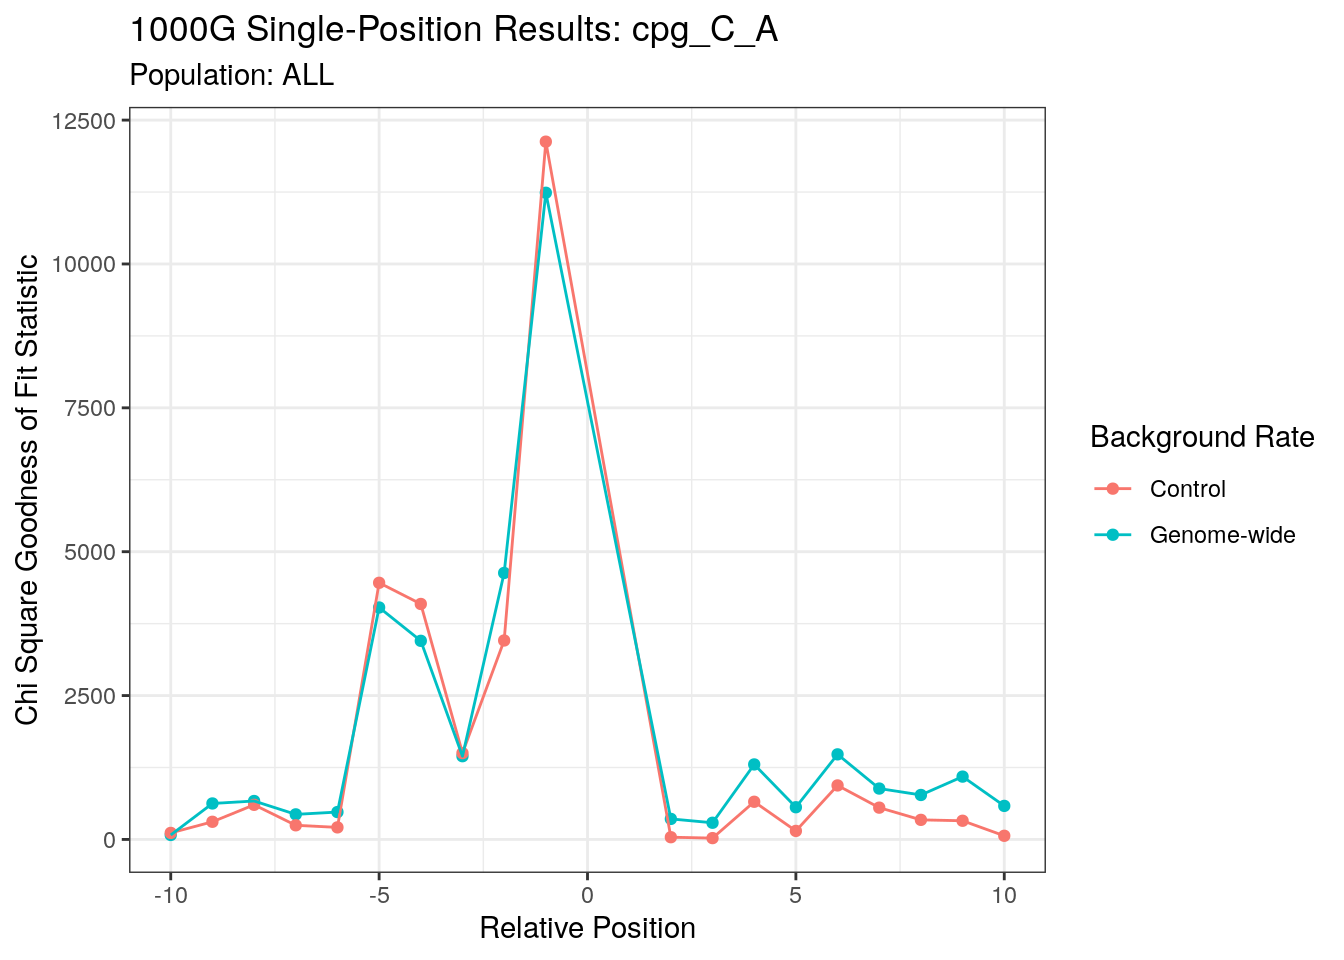 1000G Single-Position Results: cpg_C_A
Population: ALL
12500
10000
7500
5000
2500
0
Chi Square Goodness of Fit Statistic
-10
-5
0
5
10
Relative Position
Background Rate
Control
Genome-wide